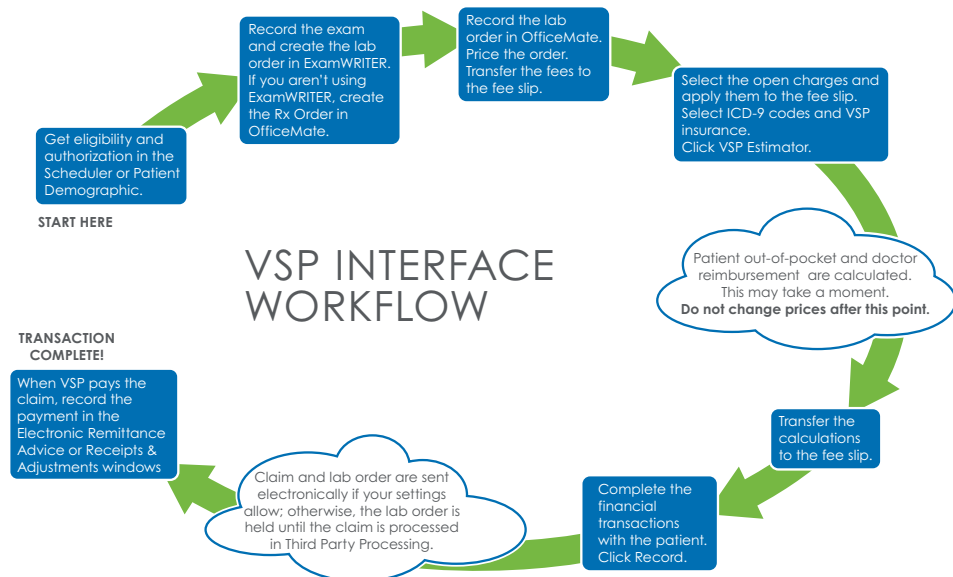 Get eligibility and
authorization in the
Scheduler or Patient
Demographic.
START HERE
Record the exam
and create the lab
order in ExamWRITER.
If you aren't using
ExamWRITER, create
the Rx Order in
OfficeMate.
Record the lab
order in OfficeMate.
Price the order.
Transfer the fees to
the fee slip.
Select the open charges and
apply them to the fee slip.
Select ICD-9 codes and VSP
insurance.
Click VSP Estimator.
VSP INTERFACE
WORKFLOW
Patient out-of-pocket and doctor
reimbursement are calculated.
This may take a moment.
Do not change prices after this point.
Transfer the
calculations
to the fee slip.
Complete the
financial
transactions
with the patient.
Click Record.
Claim and lab order are sent
electronically if your settings
allow; otherwise, the lab order is
held until the claim is processed
in Third Party Processing.
TRANSACTION
COMPLETE!
When VSP pays the
claim, record the
payment in the
Electronic Remittance
Advice or Receipts &
Adjustments windows